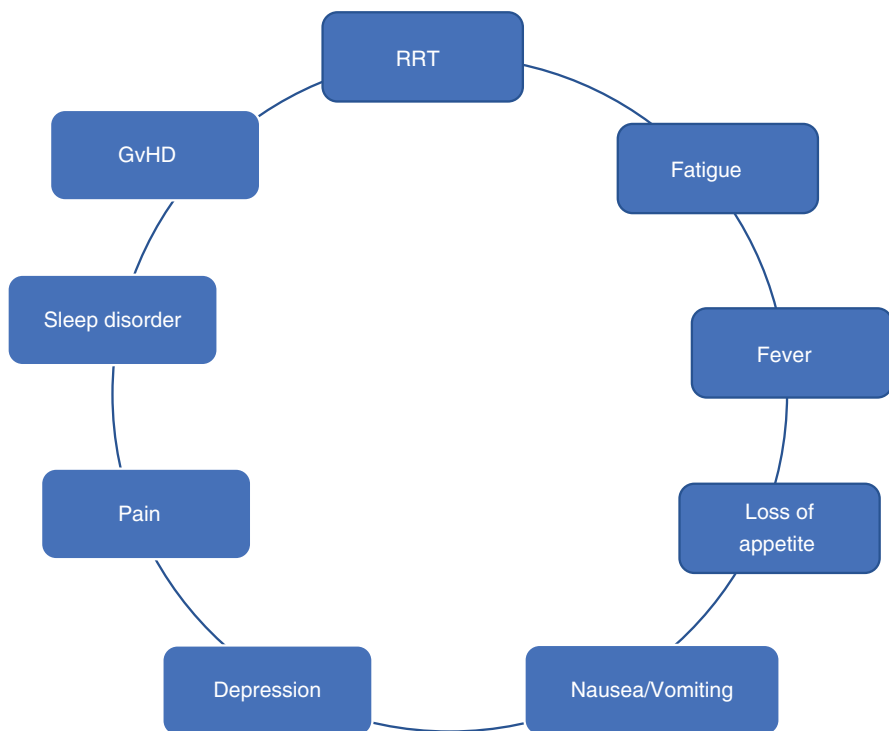 RRT
Fatigue
Fever
Loss of
appetite
Nausea/Vomiting
Depression
Pain
Sleep disorder
GvHD